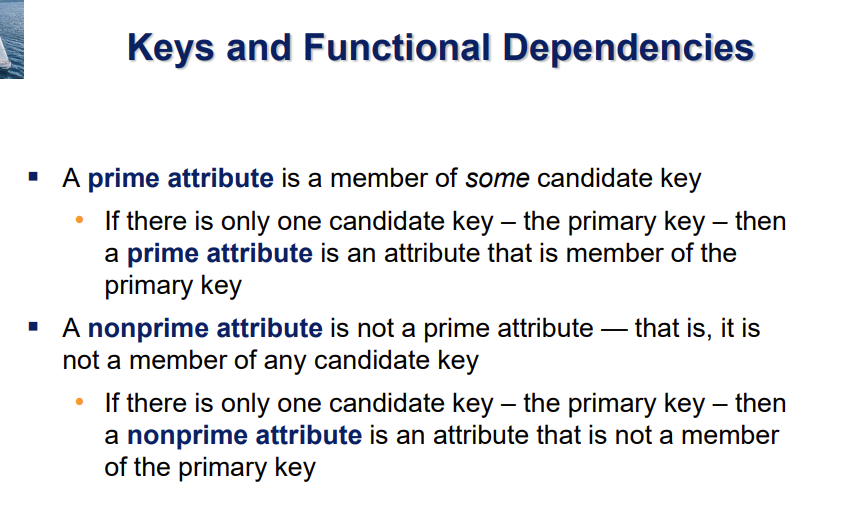 Keys and Functional Dependencies
▪ A prime attribute is a member of some candidate key
• If there is only one candidate key – the primary key – then
a prime attribute is an attribute that is member of the
primary key
▪ A nonprime attribute is not a prime attribute — that is, it is
not a member of any candidate key
• If there is only one candidate key – the primary key – then
a nonprime attribute is an attribute that is not a member
of the primary key